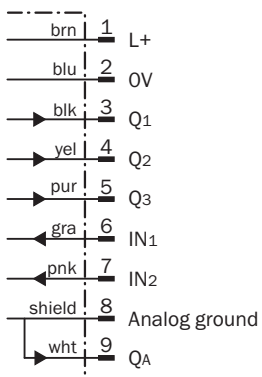 brn 1 L+
blu 2 0V
blk 3 Q1
yel 4 Q2
pur 5 Q3
gra 6 IN1
pnk 7 IN2
shield 8 Analog ground
wht 9 QA